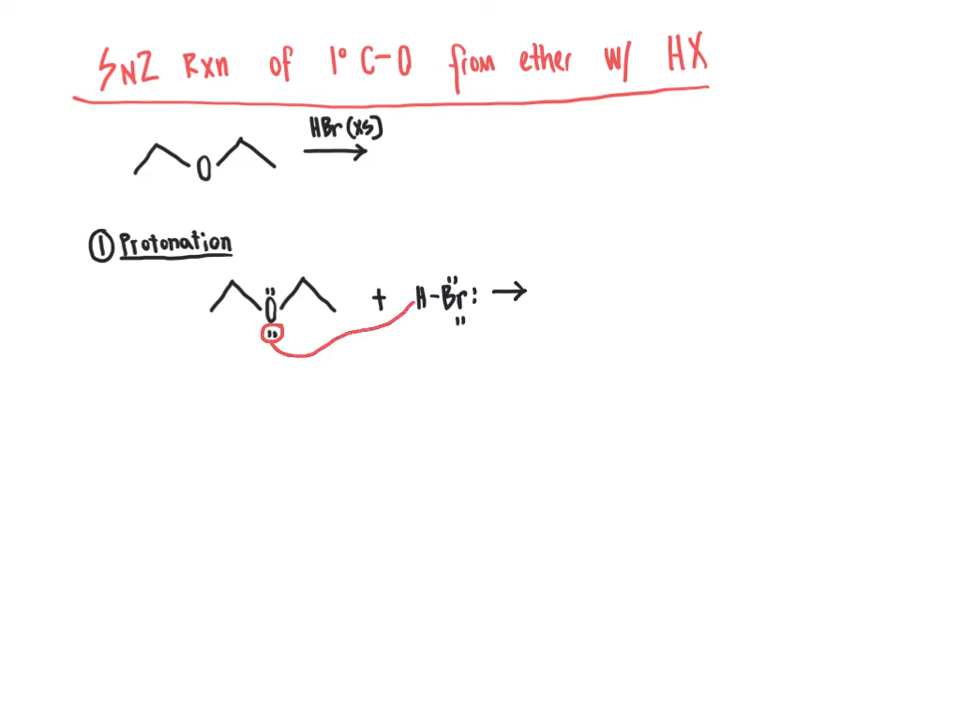 SN2 Rxn of 1° C-O from ether w/ HX
HBr (xs)
O
① Protonation
:Ö + H-Br: →